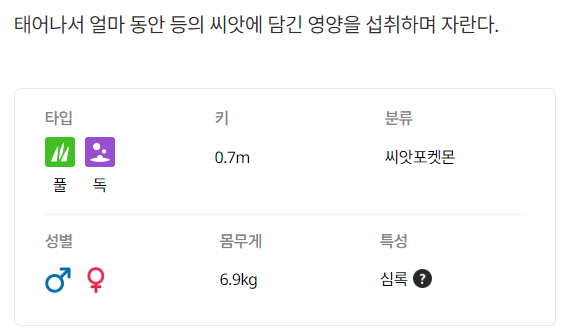 태어나서 얼마 동안 등의 씨앗에 담긴 영양을 섭취하며 자란다.
타입 키 분류
0.7m 씨앗포켓몬
풀 독
성별 몸무게 특성
6.9kg 심록 ?